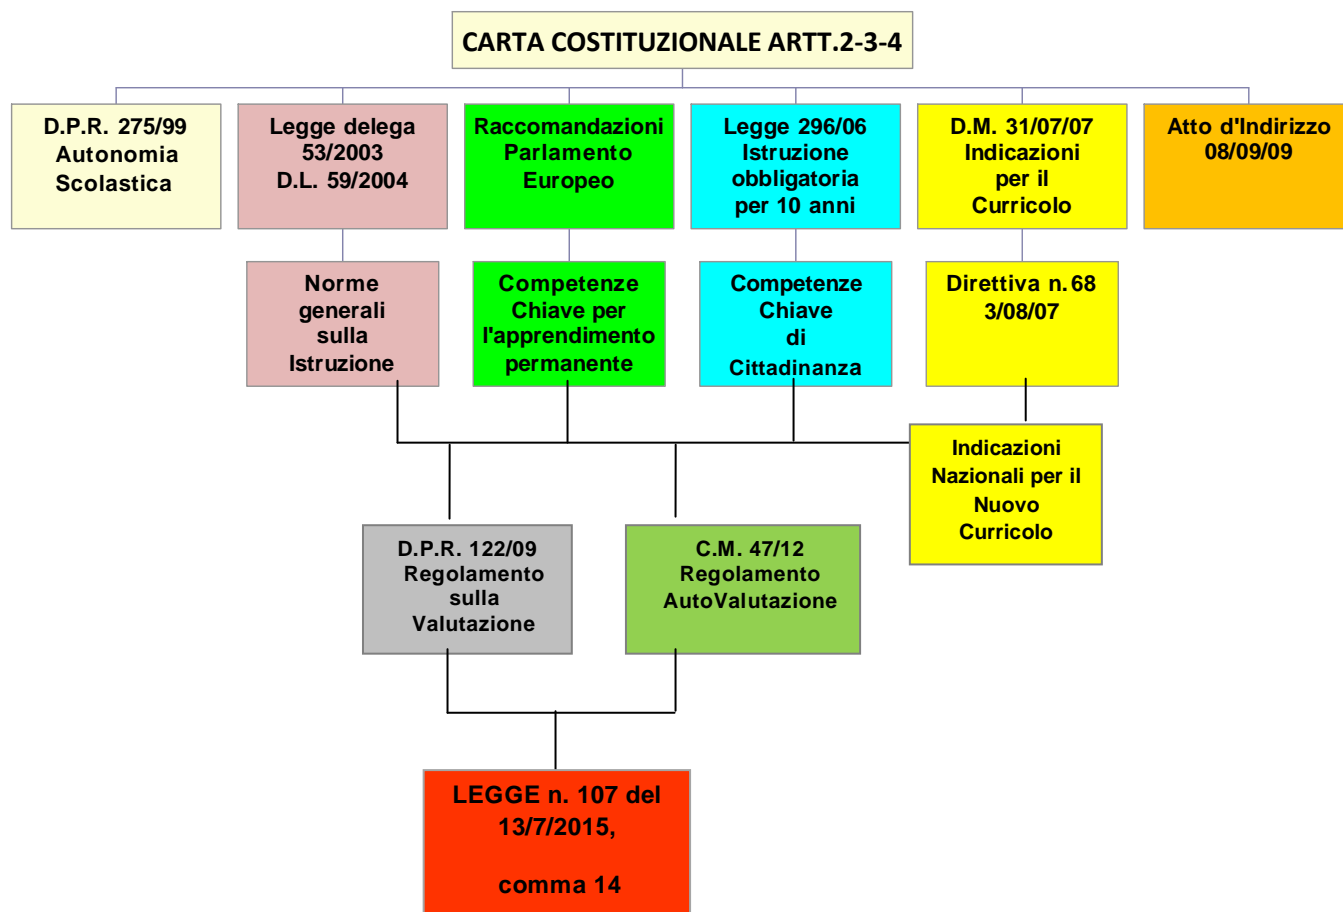 CARTA COSTITUZIONALE ARTT.2-3-4
D.P.R. 275/99
Autonomia
Scolastica
Legge delega
53/2003
D.L. 59/2004
Raccomandazioni
Parlamento
Europeo
Legge 296/06
Istruzione
obbligatoria
per 10 anni
D.M. 31/07/07
Indicazioni
per il
Curricolo
Atto d'Indirizzo
08/09/09
Norme
generali
sulla
Istruzione
Competenze
Chiave per
l'apprendimento
permanente
Competenze
Chiave
di
Cittadinanza
Direttiva n. 68
3/08/07
Indicazioni
Nazionali per il
Nuovo
Curricolo
D.P.R. 122/09
Regolamento
sulla
Valutazione
C.M. 47/12
Regolamento
AutoValutazione
LEGGE n. 107 del
13/7/2015,
comma 14